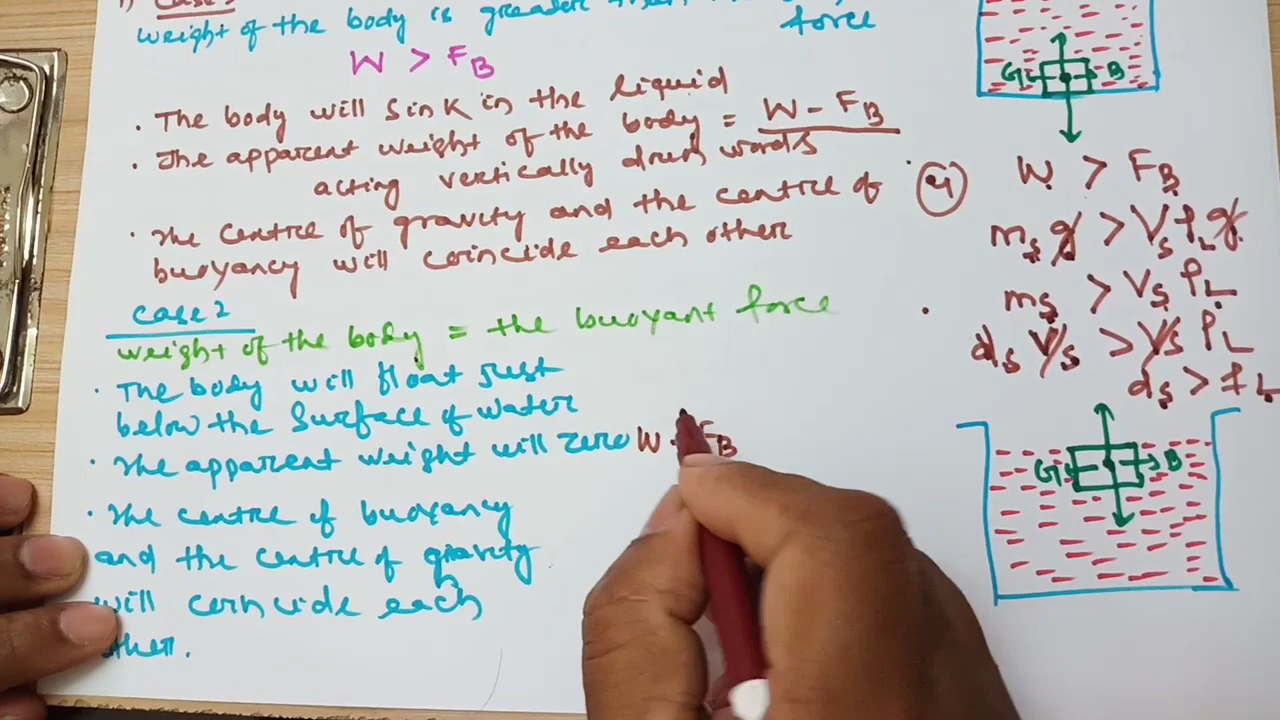 1) Case
weight of the body is greater
force
W > FB
. The body will Sink in the liquid
. The apparent weight of the body = W - FB
acting vertically
. The centre of gravity and the centre of
buoyancy will coincide each other
Case 2
weight of the body = the buoyant force
. The body will float
below the Surface of water
. The apparent weight will zero W FB
. The centre of buoyancy
and the centre of gravity
will coincide each
G B
W > FB
ms g > Vs ρL g
ms > Vs ρL
ds Vs > Vs ρL
ds > ρL
G B